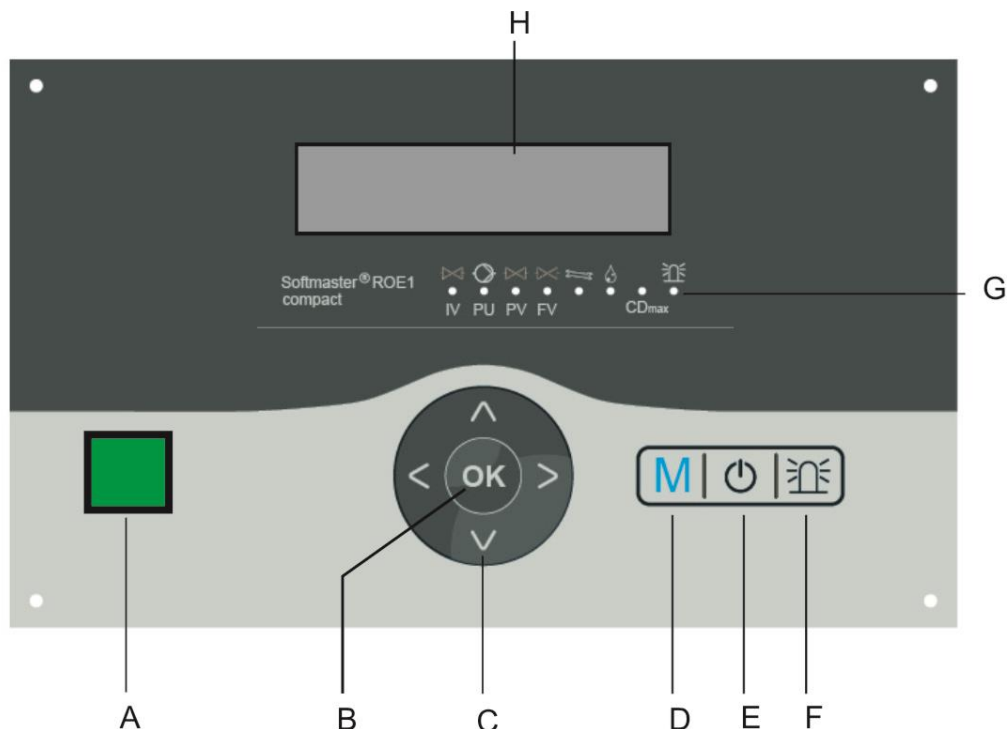 H
Softmaster® ROE1
compact
IV PU PV FV CDmax
G
OK
M
A B C D E F